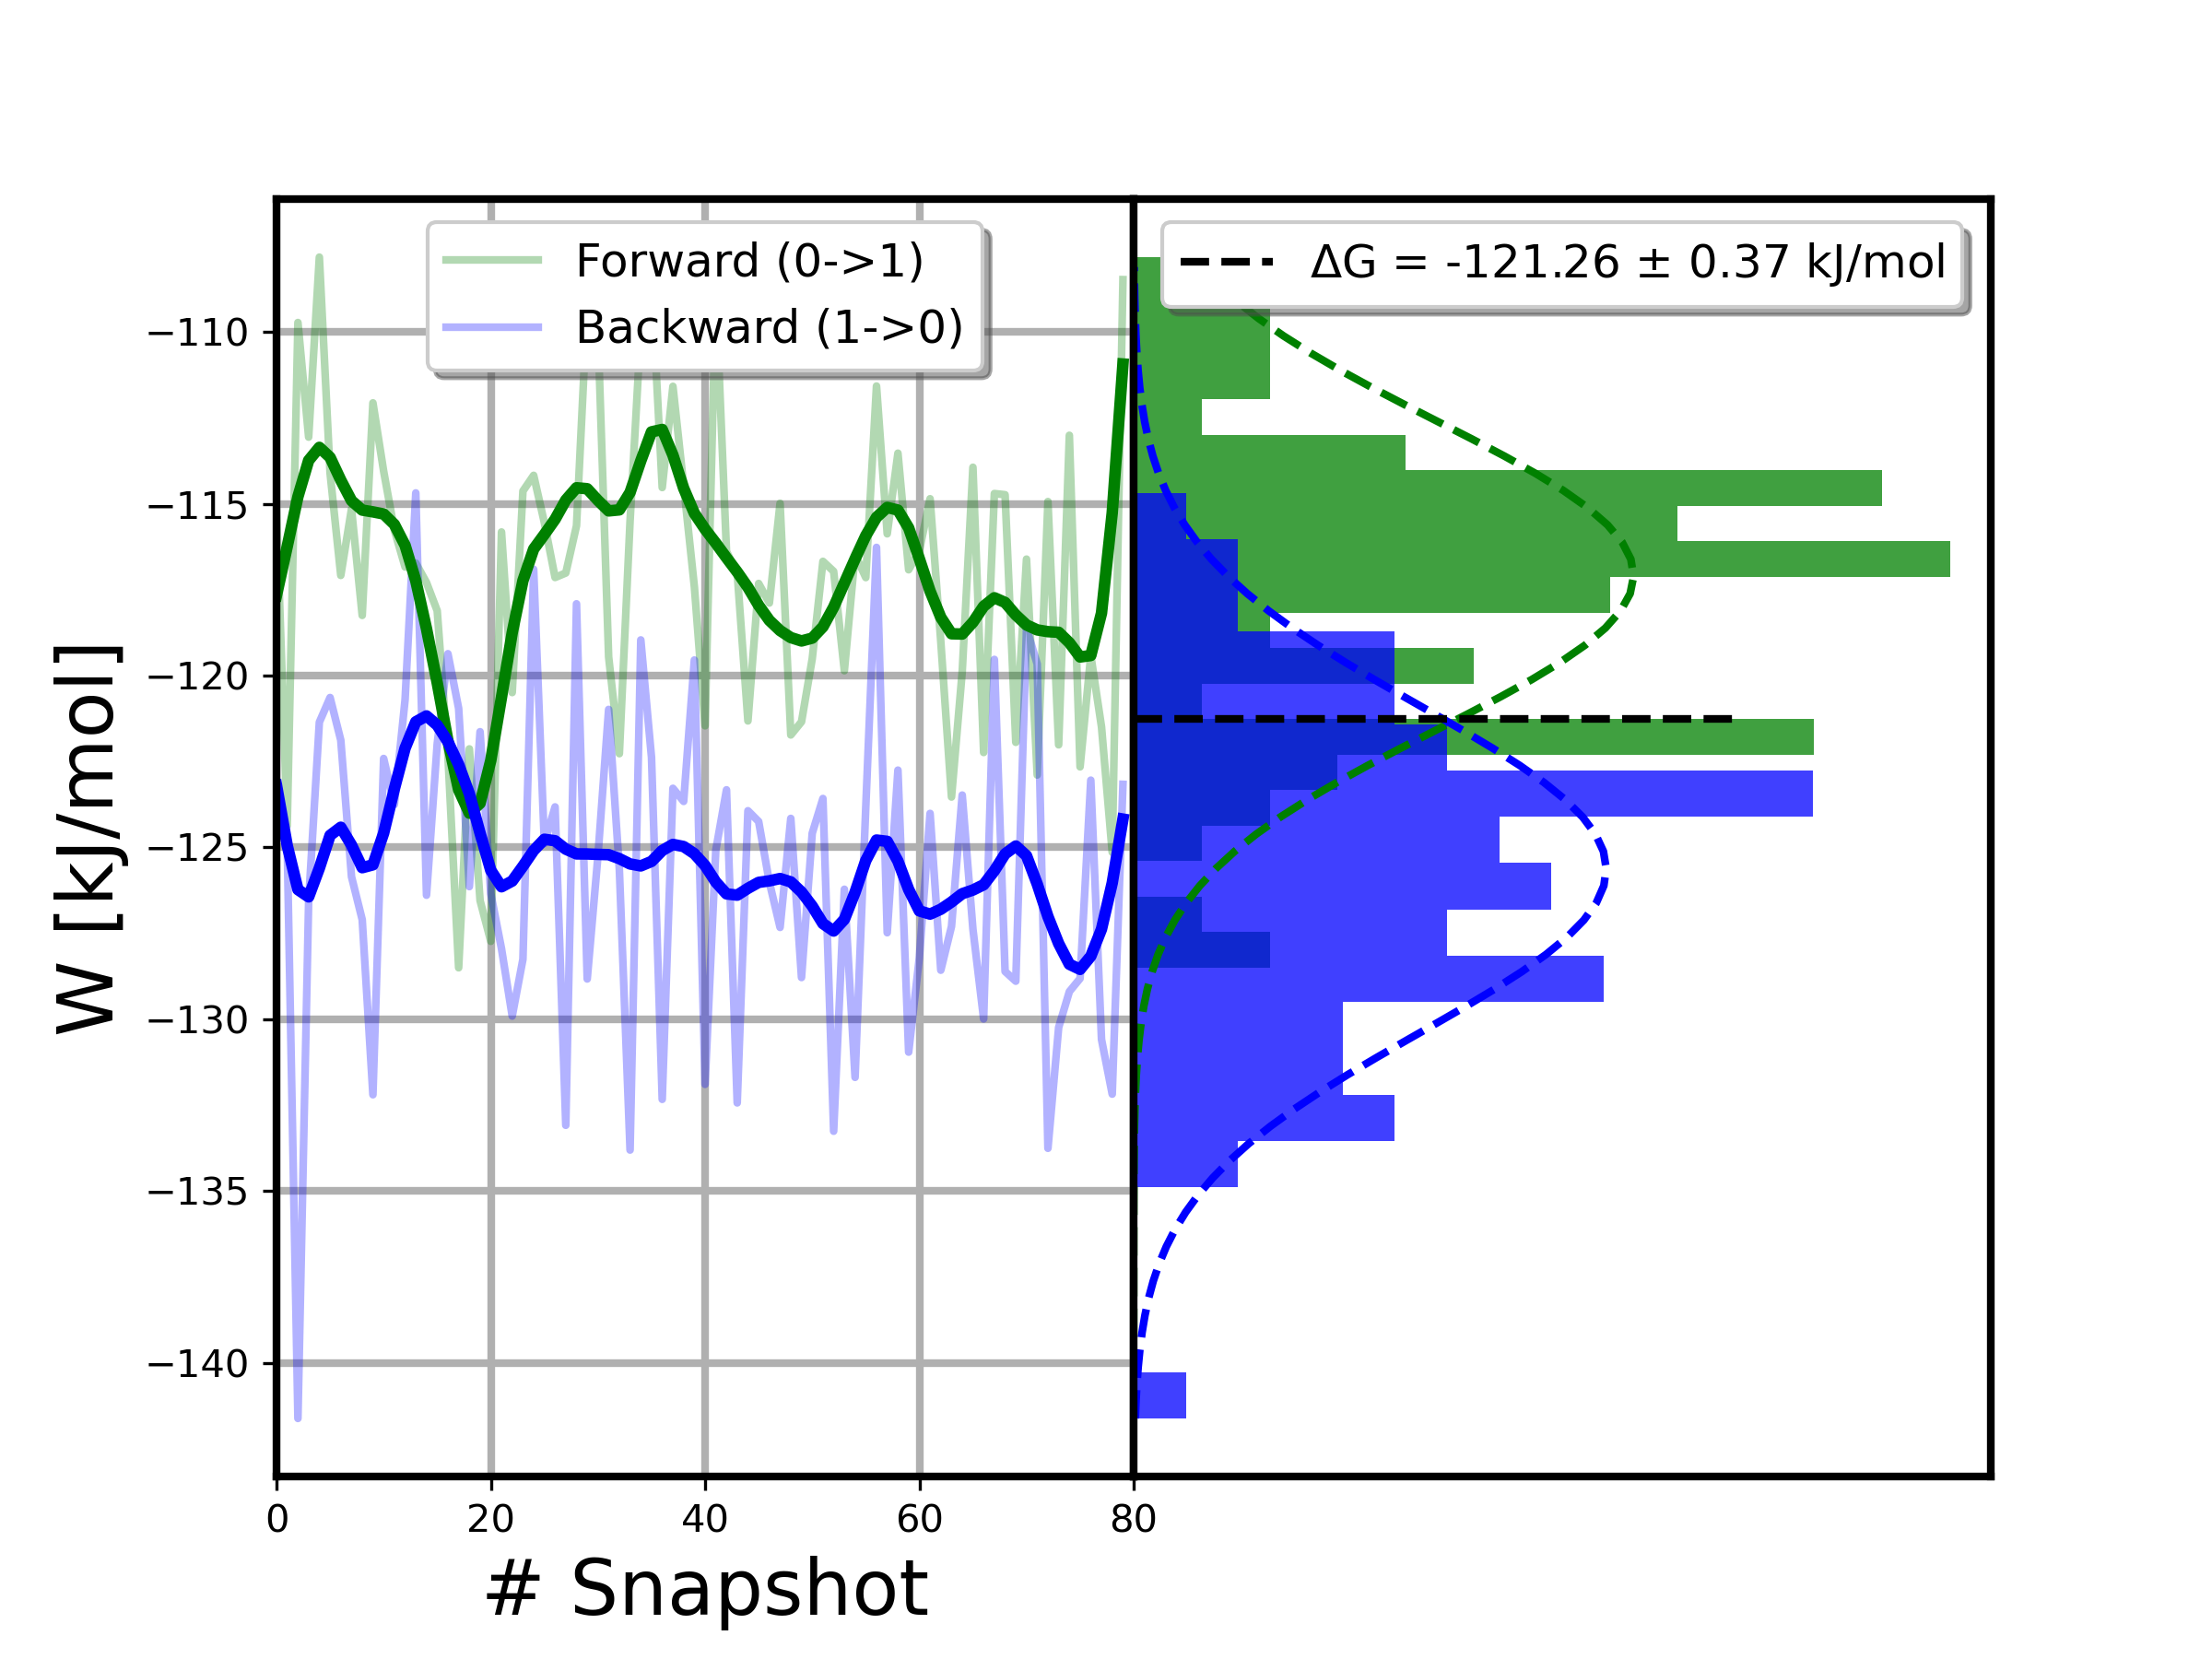 Forward (0->1)
Backward (1->0)
ΔG = -121.26 ± 0.37 kJ/mol
W [kJ/mol]
−110
−115
−120
−125
−130
−135
−140
0 20 40 60 80
# Snapshot